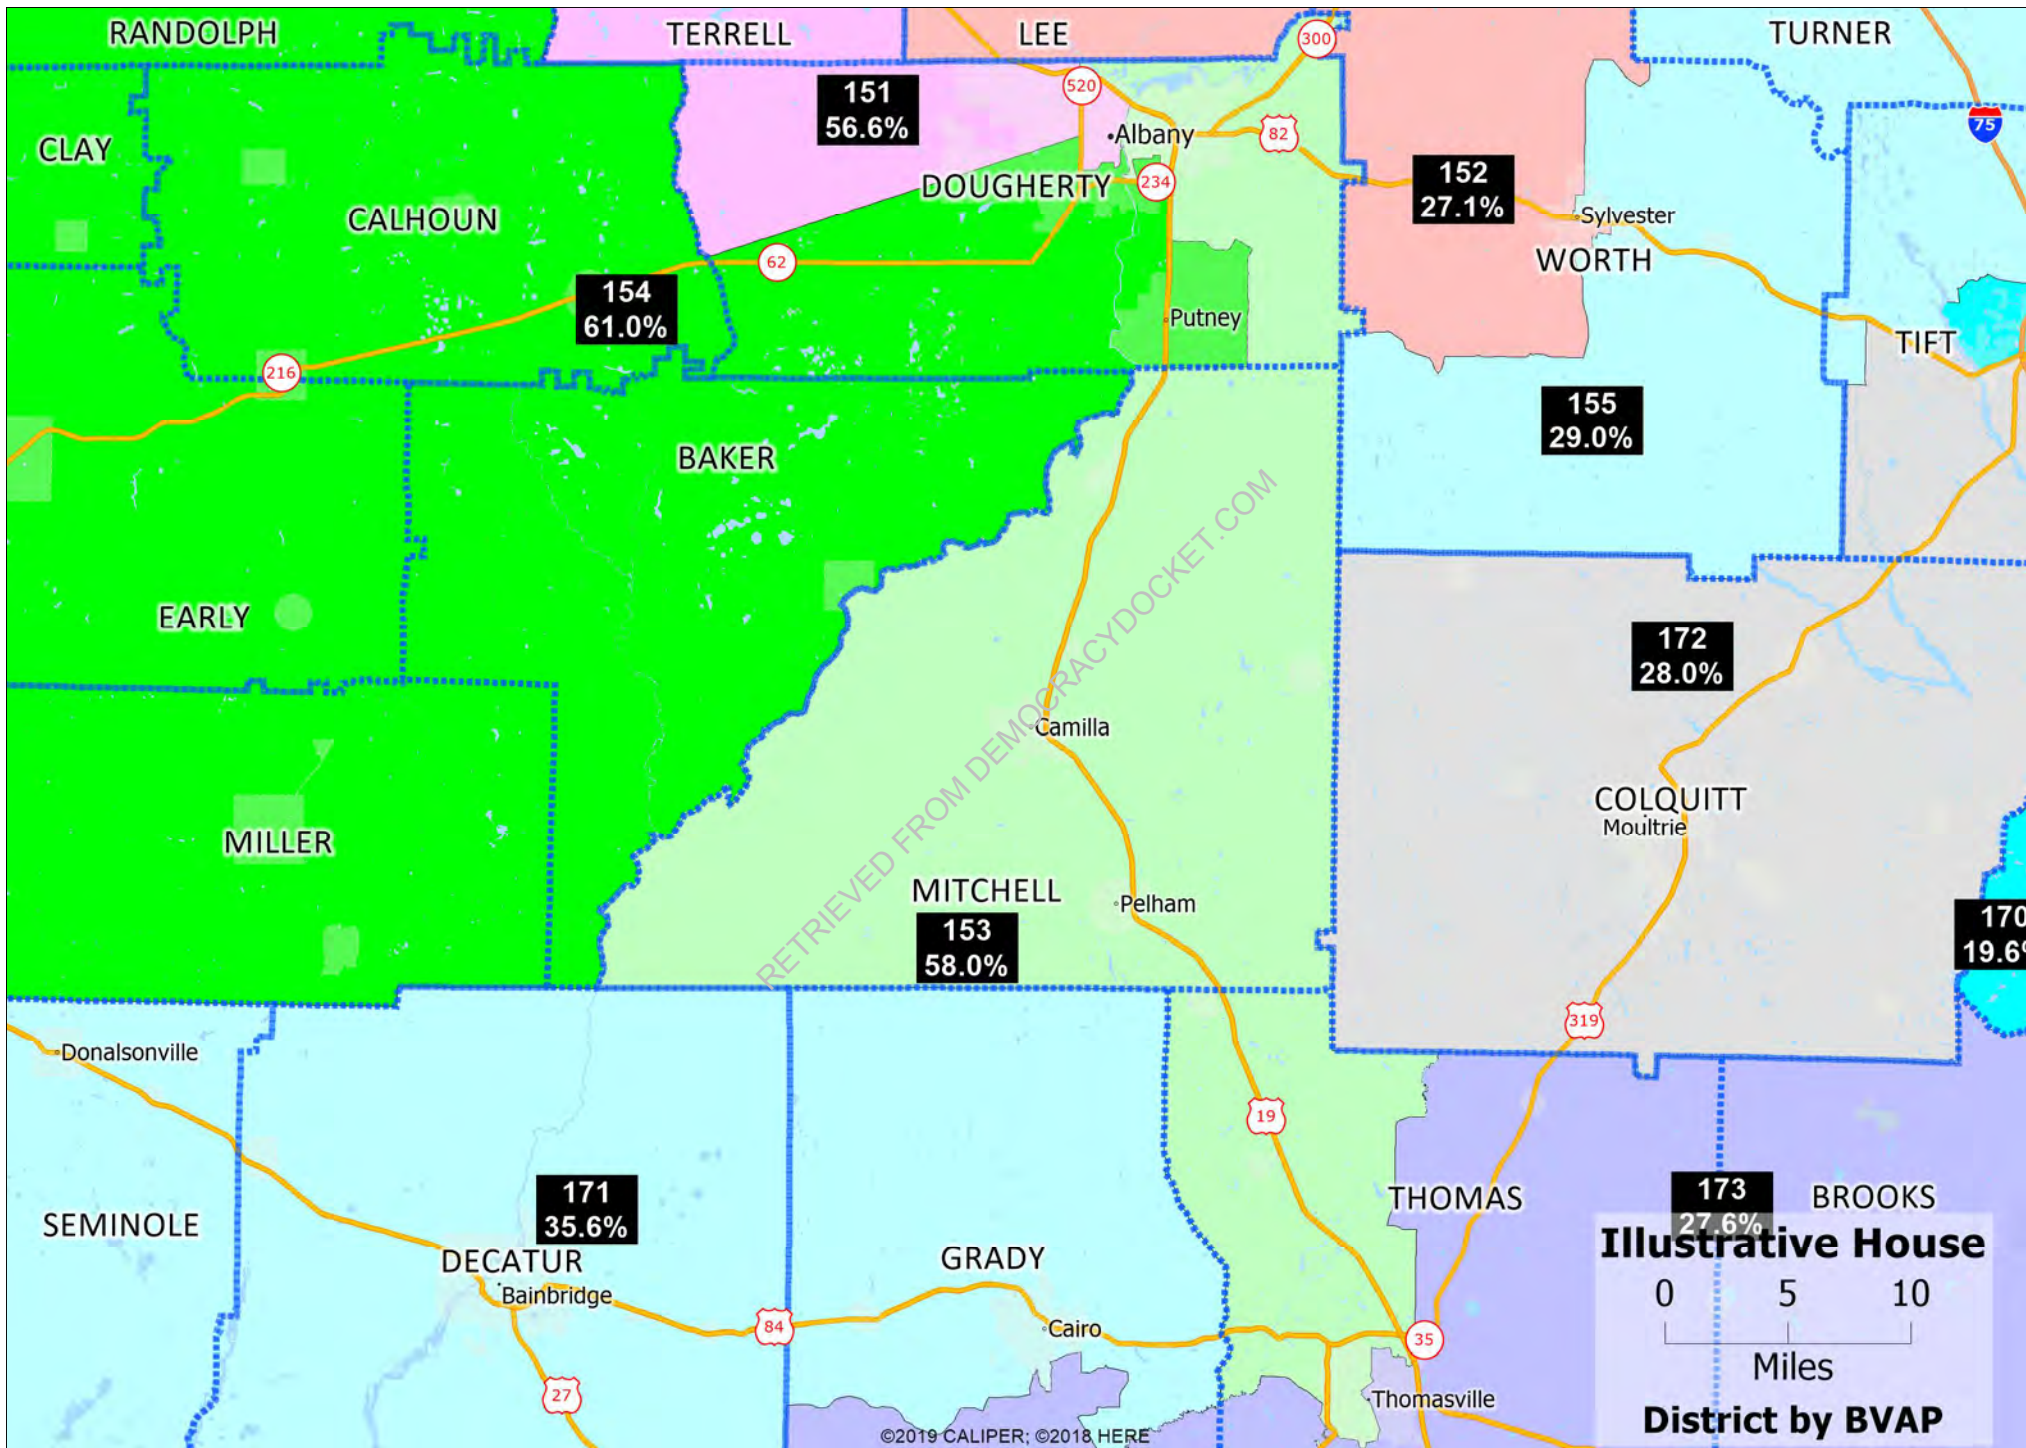 RANDOLPH
TERRELL
LEE
300
TURNER
151
56.6%
520
75
CLAY
Albany
82
DOUGHERTY
234
152
27.1%
CALHOUN
Sylvester
WORTH
62
154
61.0%
Putney
TIFT
216
155
29.0%
BAKER
EARLY
172
28.0%
RETRIEVED FROM DEMOCRACYDOCKET.COM
Camilla
COLQUITT
Moultrie
MILLER
MITCHELL
Pelham
153
58.0%
170
19.6%
319
Donalsonville
19
171
35.6%
SEMINOLE
THOMAS
173
27.6%
BROOKS
DECATUR
Bainbridge
GRADY
84
Cairo
35
27
Thomasville
Illustrative House
0 5 10
Miles
District by BVAP
©2019 CALIPER; ©2018 HERE